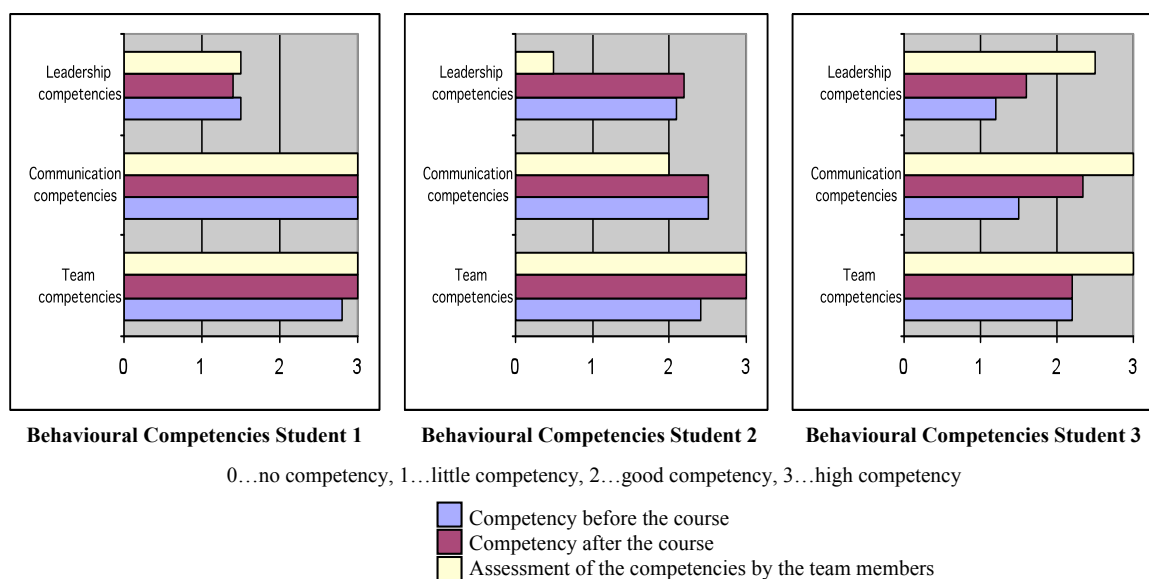 Leadership
competencies
Communication
competencies
Team
competencies
0 1 2 3
Behavioural Competencies Student 1
Leadership
competencies
Communication
competencies
Team
competencies
0 1 2 3
Behavioural Competencies Student 2
Leadership
competencies
Communication
competencies
Team
competencies
0 1 2 3
Behavioural Competencies Student 3
0…no competency, 1…little competency, 2…good competency, 3…high competency
Competency before the course
Competency after the course
Assessment of the competencies by the team members